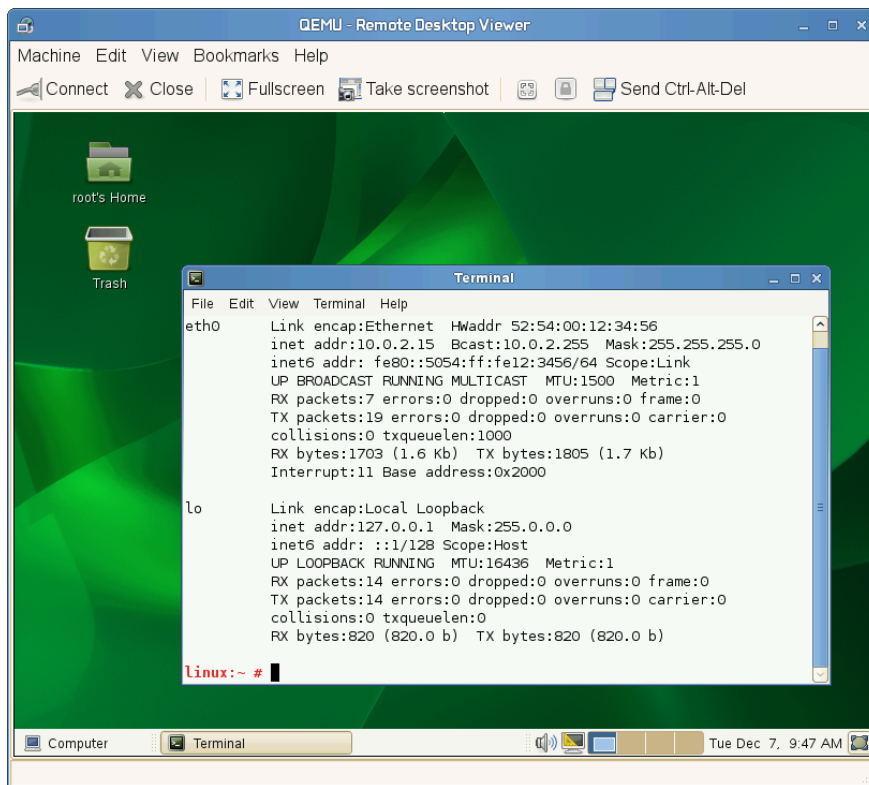 QEMU - Remote Desktop Viewer
Machine Edit View Bookmarks Help
Connect Close Fullscreen Take screenshot Send Ctrl-Alt-Del
root's Home
Trash
Terminal
File Edit View Terminal Help
eth0 Link encap:Ethernet HWaddr 52:54:00:12:34:56
inet addr:10.0.2.15 Bcast:10.0.2.255 Mask:255.255.255.0
inet6 addr: fe80::5054:ff:fe12:3456/64 Scope:Link
UP BROADCAST RUNNING MULTICAST MTU:1500 Metric:1
RX packets:7 errors:0 dropped:0 overruns:0 frame:0
TX packets:19 errors:0 dropped:0 overruns:0 carrier:0
collisions:0 txqueuelen:1000
RX bytes:1703 (1.6 Kb) TX bytes:1805 (1.7 Kb)
Interrupt:11 Base address:0x2000
lo Link encap:Local Loopback
inet addr:127.0.0.1 Mask:255.0.0.0
inet6 addr: ::1/128 Scope:Host
UP LOOPBACK RUNNING MTU:16436 Metric:1
RX packets:14 errors:0 dropped:0 overruns:0 frame:0
TX packets:14 errors:0 dropped:0 overruns:0 carrier:0
collisions:0 txqueuelen:0
RX bytes:820 (820.0 b) TX bytes:820 (820.0 b)
linux:~ #
Computer Terminal Tue Dec 7, 9:47 AM